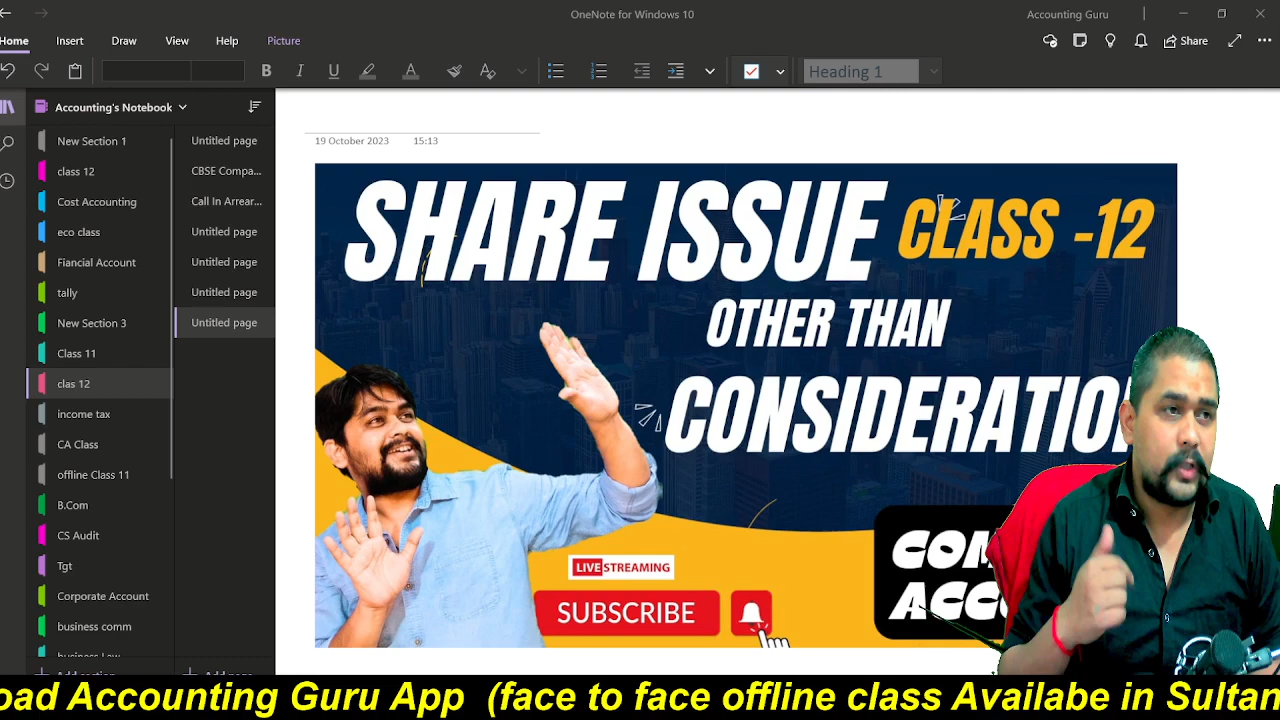 OneNote for Windows 10
Accounting Guru
Home Insert Draw View Help Picture
Share
Heading 1
Accounting's Notebook
New Section 1
class 12
Cost Accounting
eco class
Fiancial Account
tally
New Section 3
Class 11
clas 12
income tax
CA Class
offline Class 11
B.Com
CS Audit
Tgt
Corporate Account
business comm
business Law
Untitled page
CBSE Compa...
Call In Arrear...
Untitled page
Untitled page
Untitled page
Untitled page
19 October 2023 15:13
SHARE ISSUE CLASS -12
OTHER THAN
CONSIDERATIO
LIVE STREAMING
SUBSCRIBE
COM
ACCO
oad Accounting Guru App (face to face offline class Availabe in Sultan